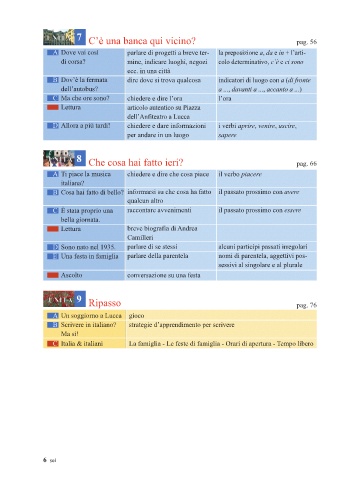 UNITÀ 7 C'è una banca qui vicino? pag. 56
A Dove vai così di corsa? parlare di progetti a breve termine, indicare luoghi, negozi ecc. in una città la preposizione a, da e in + l'articolo determinativo, c'è e ci sono
B Dov'è la fermata dell'autobus? dire dove si trova qualcosa indicatori di luogo con a (di fronte a ..., davanti a ..., accanto a ...)
C Ma che ore sono? chiedere e dire l'ora l'ora
Lettura articolo autentico su Piazza dell'Anfiteatro a Lucca
D Allora a più tardi! chiedere e dare informazioni per andare in un luogo i verbi aprire, venire, uscire, sapere
UNITÀ 8 Che cosa hai fatto ieri? pag. 66
A Ti piace la musica italiana? chiedere e dire che cosa piace il verbo piacere
B Cosa hai fatto di bello? informarsi su che cosa ha fatto qualcun altro il passato prossimo con avere
C È stata proprio una bella giornata. raccontare avvenimenti il passato prossimo con essere
Lettura breve biografia di Andrea Camilleri
D Sono nato nel 1935. parlare di se stessi alcuni participi passati irregolari
E Una festa in famiglia parlare della parentela nomi di parentela, aggettivi possessivi al singolare e al plurale
Ascolto conversazione su una festa
UNITÀ 9 Ripasso pag. 76
A Un soggiorno a Lucca gioco
B Scrivere in italiano? Ma sì! strategie d'apprendimento per scrivere
C Italia & italiani La famiglia - Le feste di famiglia - Orari di apertura - Tempo libero
6 sei